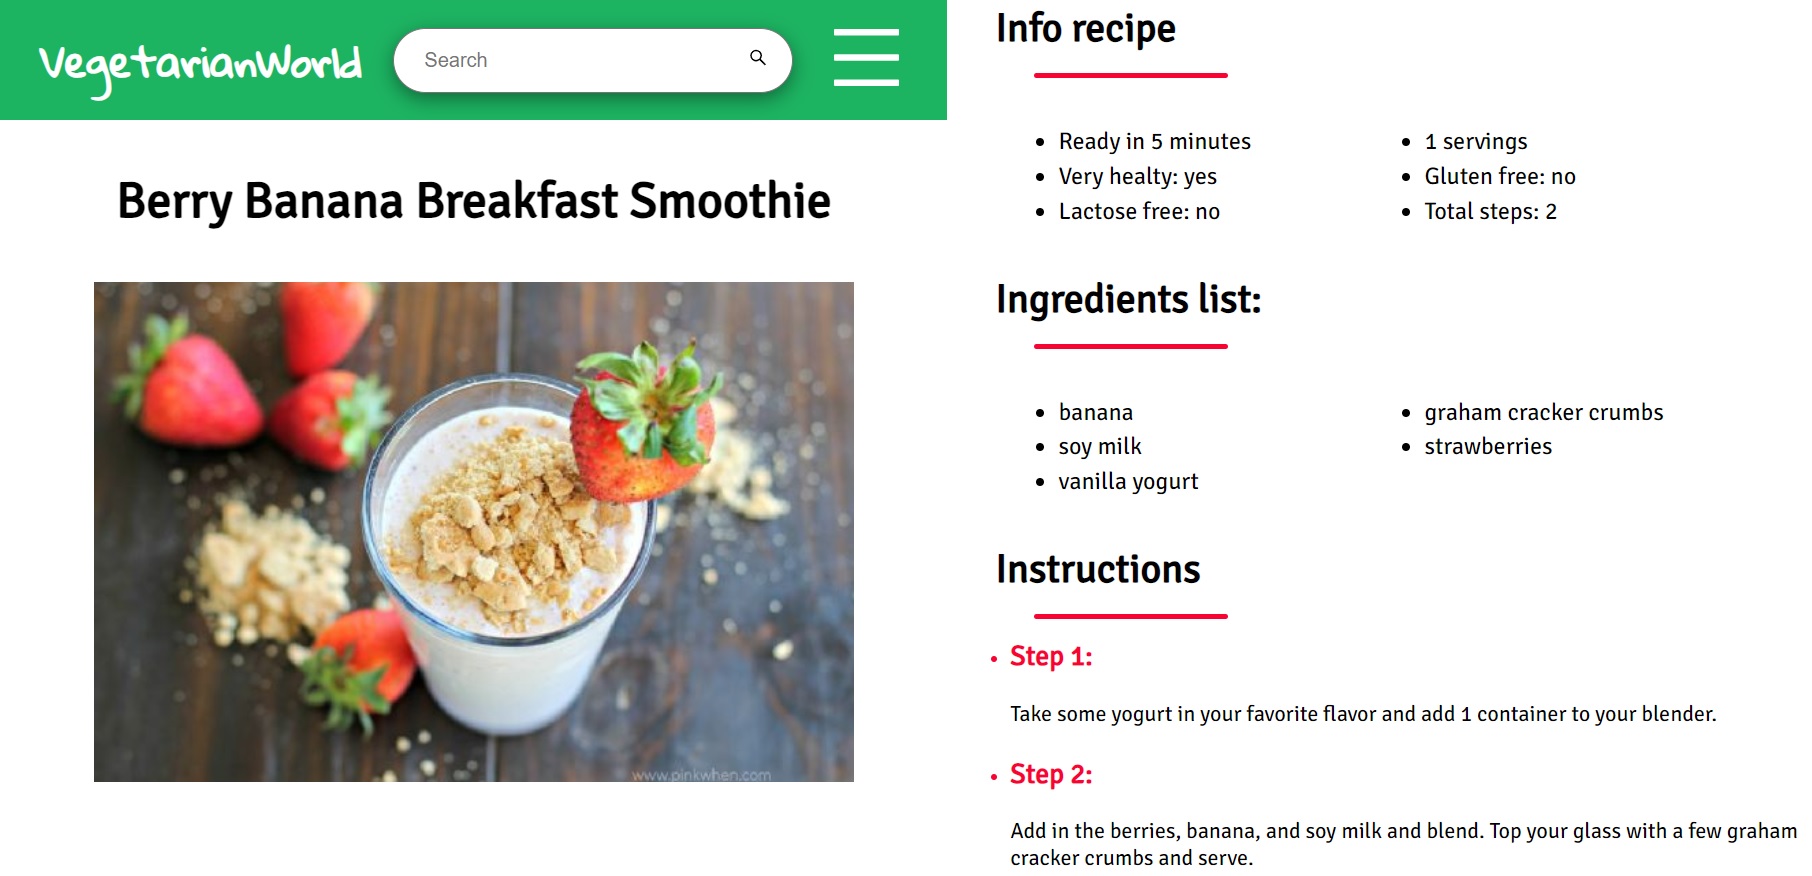 VegetarianWorld
Search
Berry Banana Breakfast Smoothie
www.pinkwhen.com
Info recipe
Ready in 5 minutes
Very healty: yes
Lactose free: no
1 servings
Gluten free: no
Total steps: 2
Ingredients list:
banana
soy milk
vanilla yogurt
graham cracker crumbs
strawberries
Instructions
Step 1:
Take some yogurt in your favorite flavor and add 1 container to your blender.
Step 2:
Add in the berries, banana, and soy milk and blend. Top your glass with a few graham
cracker crumbs and serve.